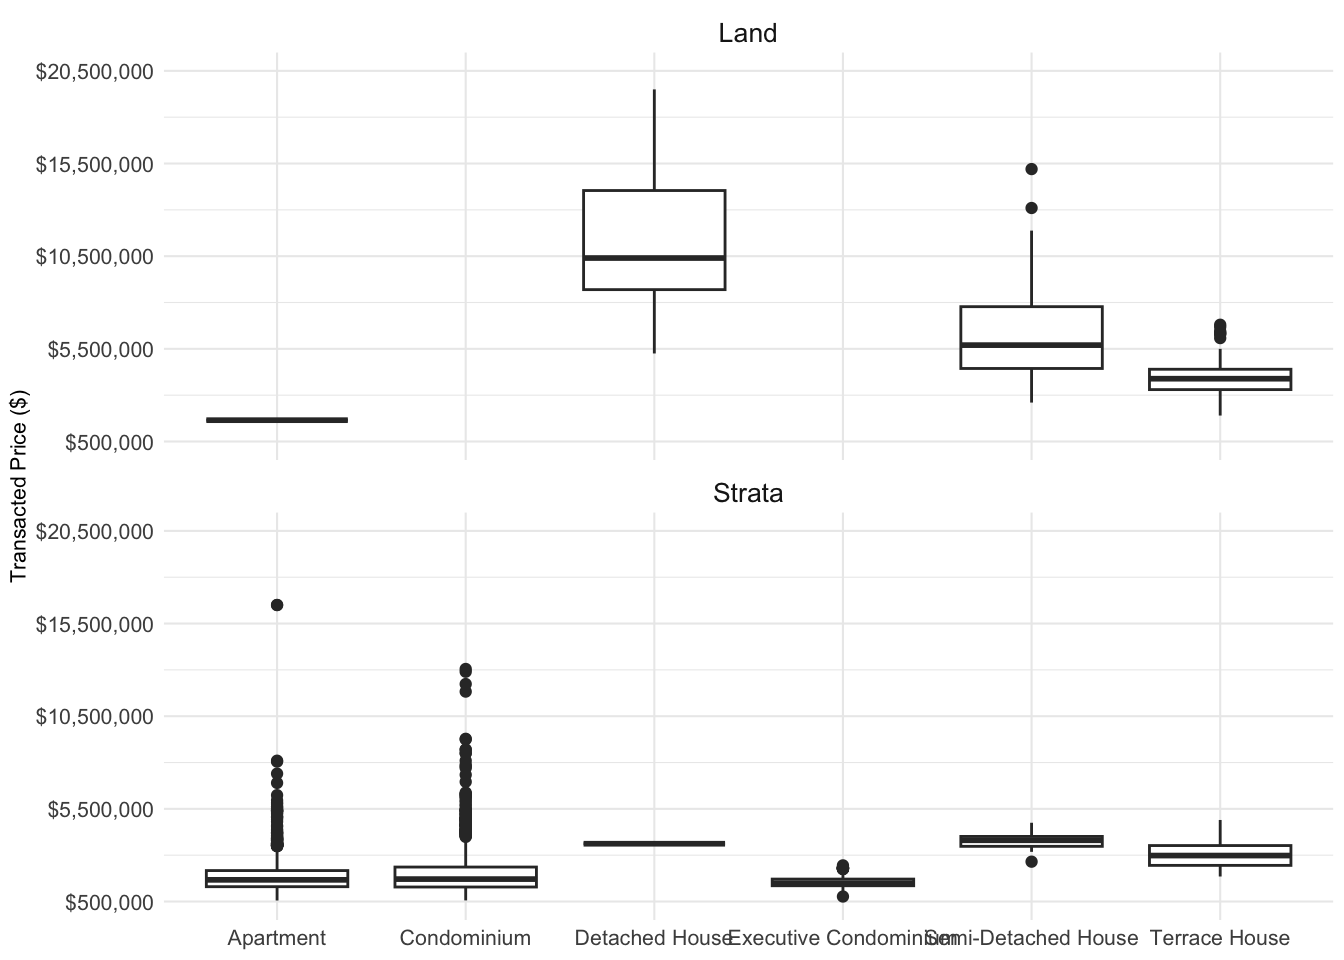 Land
$20,500,000
$15,500,000
$10,500,000
$5,500,000
$500,000
Transacted Price ($)
Strata
$20,500,000
$15,500,000
$10,500,000
$5,500,000
$500,000
Apartment Condominium Detached House Executive Condominium Semi-Detached House Terrace House